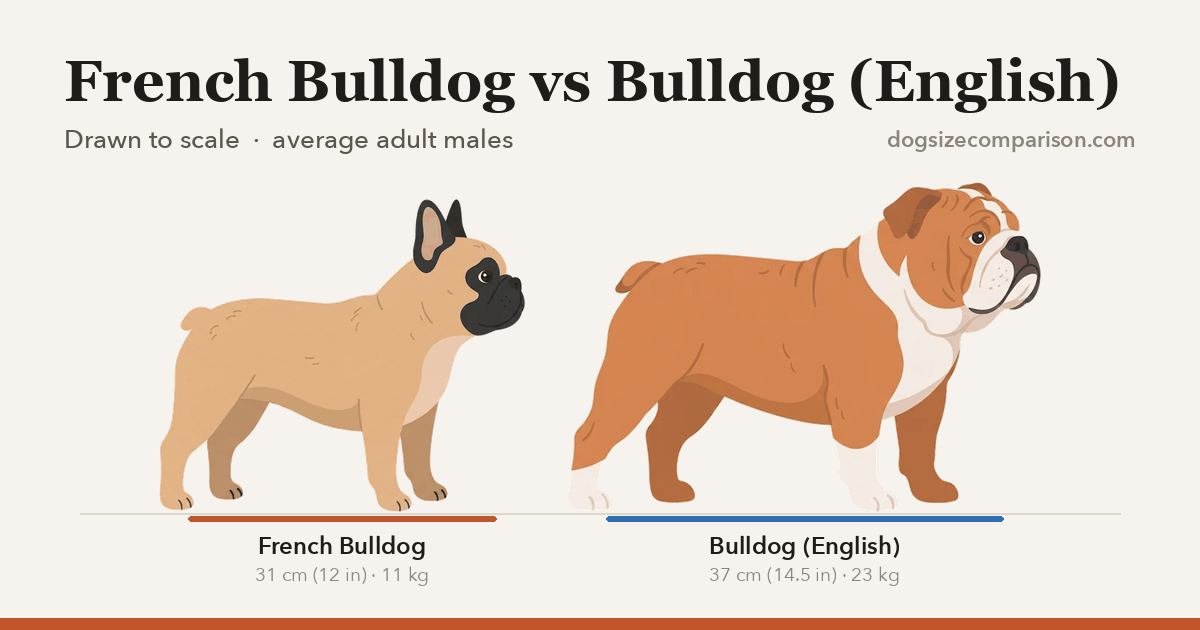 French Bulldog vs Bulldog (English)
Drawn to scale · average adult males
dogsizecomparison.com
French Bulldog
31 cm (12 in) · 11 kg
Bulldog (English)
37 cm (14.5 in) · 23 kg